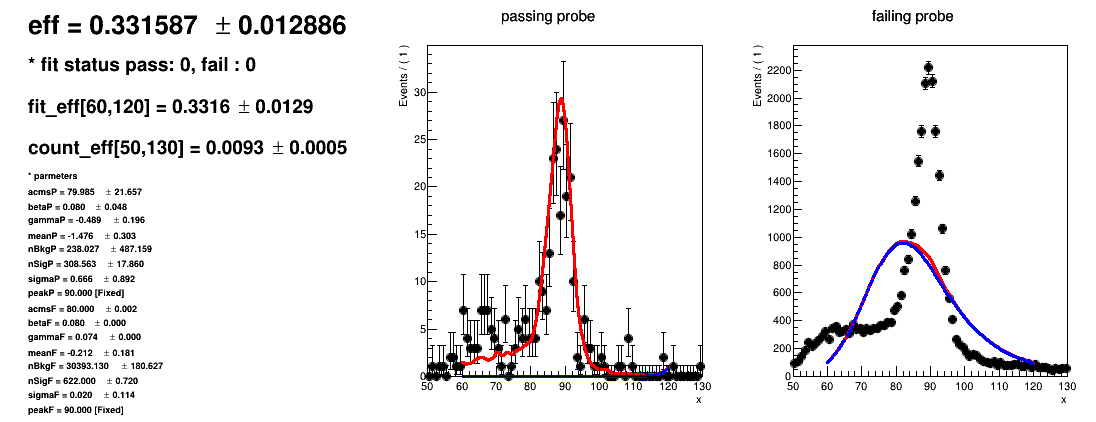 eff = 0.331587 ± 0.012886
* fit status pass: 0, fail : 0
fit_eff[60,120] = 0.3316 ± 0.0129
count_eff[50,130] = 0.0093 ± 0.0005
* parmeters
acmsP = 79.985 ± 21.657
betaP = 0.080 ± 0.048
gammaP = -0.489 ± 0.196
meanP = -1.476 ± 0.303
nBkgP = 238.027 ± 487.159
nSigP = 308.563 ± 17.860
sigmaP = 0.666 ± 0.892
peakP = 90.000 [Fixed]
acmsF = 80.000 ± 0.002
betaF = 0.080 ± 0.000
gammaF = 0.074 ± 0.000
meanF = -0.212 ± 0.181
nBkgF = 30393.130 ± 180.627
nSigF = 622.000 ± 0.720
sigmaF = 0.020 ± 0.114
peakF = 90.000 [Fixed]
passing probe
Events / ( 1 )
30
25
20
15
10
5
0
50 60 70 80 90 100 110 120 130
x
failing probe
Events / ( 1 )
2200
2000
1800
1600
1400
1200
1000
800
600
400
200
0
50 60 70 80 90 100 110 120 130
x